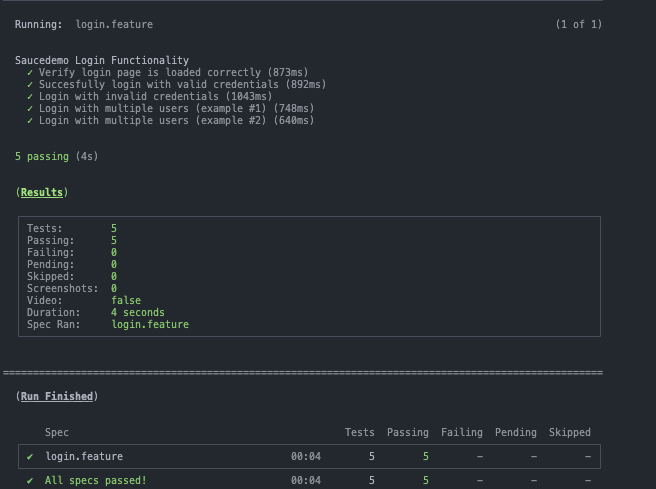 Running: login.feature (1 of 1)
Saucedemo Login Functionality
✓ Verify login page is loaded correctly (873ms)
✓ Succesfully login with valid credentials (892ms)
✓ Login with invalid credentials (1043ms)
✓ Login with multiple users (example #1) (748ms)
✓ Login with multiple users (example #2) (640ms)
5 passing (4s)
(Results)
Tests: 5
Passing: 5
Failing: 0
Pending: 0
Skipped: 0
Screenshots: 0
Video: false
Duration: 4 seconds
Spec Ran: login.feature
====================================================================================================
(Run Finished)
Spec Tests Passing Failing Pending Skipped
✔ login.feature 00:04 5 5 – – –
✔ All specs passed! 00:04 5 5 – – –